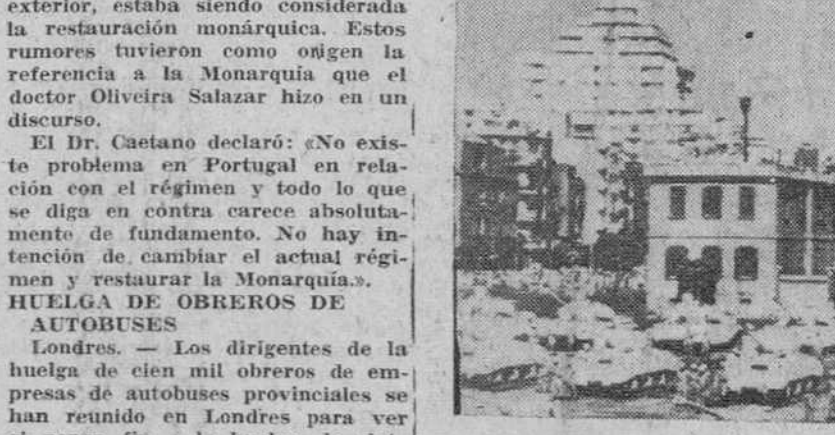 exterior, estaba siendo considerada
la restauración monárquica. Estos
rumores tuvieron como origen la
referencia a la Monarquía que el
doctor Oliveira Salazar hizo en un
discurso.
El Dr. Caetano declaró: «No exis-
te problema en Portugal en rela-
ción con el régimen y todo lo que
se diga en contra carece absoluta-
mente de fundamento. No hay in-
tención de cambiar el actual régi-
men y restaurar la Monarquía.».
HUELGA DE OBREROS DE
AUTOBUSES
Londres. — Los dirigentes de la
huelga de cien mil obreros de em-
presas de autobuses provinciales se
han reunido en Londres para ver